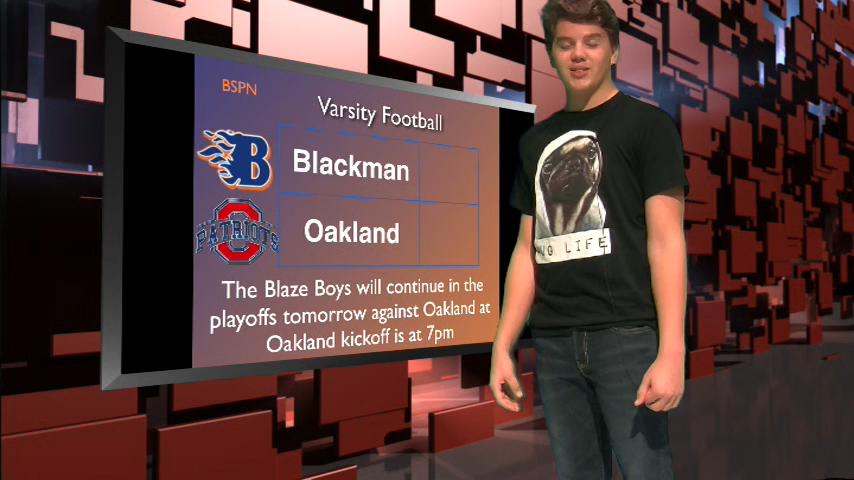 BSPN
Varsity Football
B
Blackman
PATRIOTS
Oakland
The Blaze Boys will continue in the
playoffs tomorrow against Oakland at
Oakland kickoff is at 7pm
UG LIFE